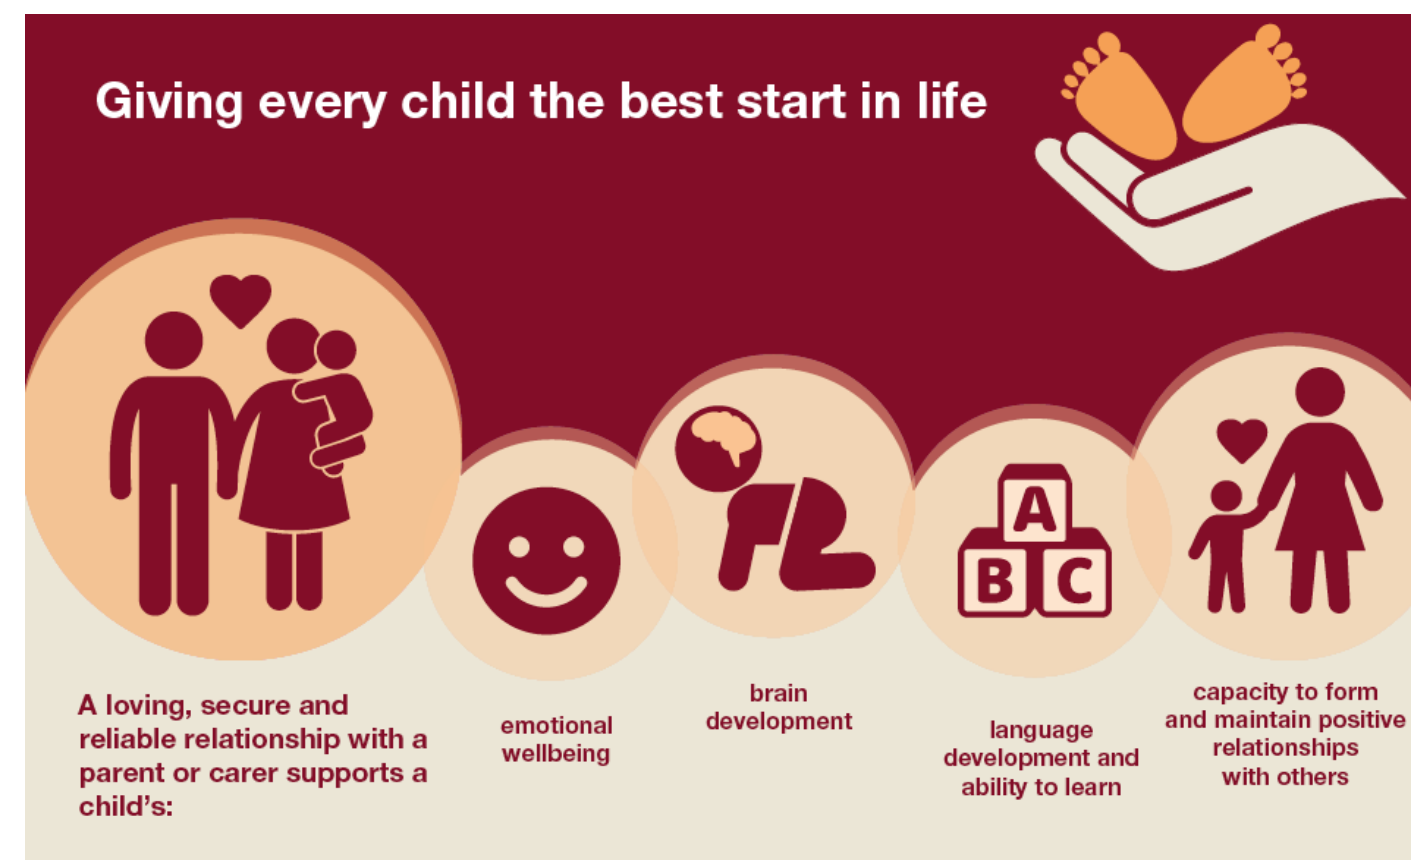 Giving every child the best start in life
A loving, secure and
reliable relationship with a
parent or carer supports a
child's:
emotional
wellbeing
brain
development
A
B C
language
development and
ability to learn
capacity to form
and maintain positive
relationships
with others